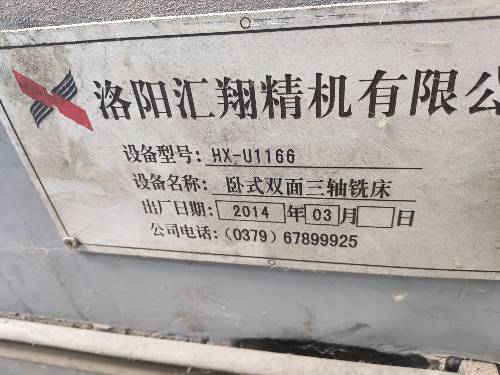 洛阳汇翔精机有限公
设备型号: HX-U1166
设备名称: 卧式双面三轴铣床
出厂日期: 2014 年 03 月 日
公司电话: (0379) 67899925